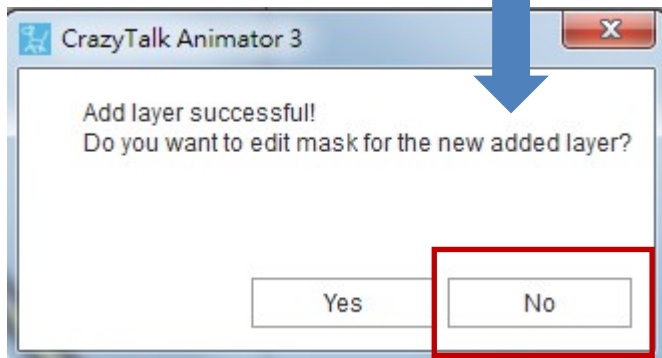 CrazyTalk Animator 3
Add layer successful!
Do you want to edit mask for the new added layer?
Yes
No